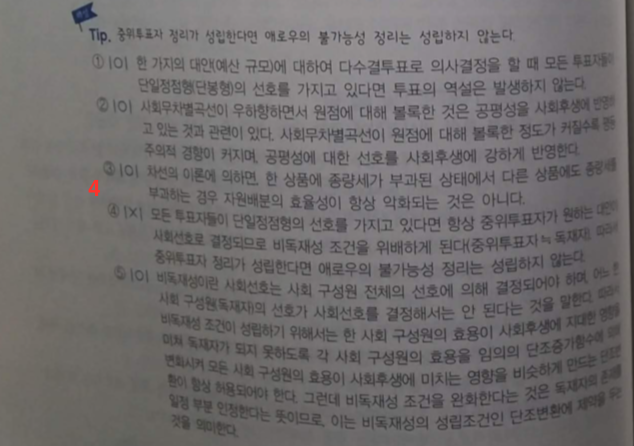 Tip. 중위투표자 정리가 성립한다면 애로우의 불가능성 정리는 성립하지 않는다.
① |O| 한 가지의 대안(예산 규모)에 대하여 다수결투표로 의사결정을 할 때 모든 투표자들이
단일정점형(단봉형)의 선호를 가지고 있다면 투표의 역설은 발생하지 않는다.
② |O| 사회무차별곡선이 우하향하면서 원점에 대해 볼록한 것은 공평성을 사회후생에 반영하
고 있는 것과 관련이 있다. 사회무차별곡선이 원점에 대해 볼록한 정도가 커질수록 평등
주의적 경향이 커지며, 공평성에 대한 선호를 사회후생에 강하게 반영한다.
③ |O| 차선의 이론에 의하면, 한 상품에 종량세가 부과된 상태에서 다른 상품에도 종량세를
4
부과하는 경우 자원배분의 효율성이 항상 악화되는 것은 아니다.
④ |X| 모든 투표자들이 단일정점형의 선호를 가지고 있다면 항상 중위투표자가 원하는 대안이
사회선호로 결정되므로 비독재성 조건을 위배하게 된다(중위투표자≒독재자). 따라서
중위투표자 정리가 성립한다면 애로우의 불가능성 정리는 성립하지 않는다.
⑤ |O| 비독재성이란 사회선호는 사회 구성원 전체의 선호에 의해 결정되어야 하며, 어느 한
사회 구성원(독재자)의 선호가 사회선호를 결정해서는 안 된다는 것을 말한다. 따라서
비독재성 조건이 성립하기 위해서는 한 사회 구성원의 효용이 사회후생에 지대한 영향을
미쳐 독재자가 되지 못하도록 각 사회 구성원의 효용을 임의의 단조증가함수에 의해
변화시켜 모든 사회 구성원의 효용이 사회후생에 미치는 영향을 비슷하게 만드는 단조변
환이 항상 허용되어야 한다. 그런데 비독재성 조건을 완화한다는 것은 독재자의 존재를
일정 부분 인정한다는 뜻이므로, 이는 비독재성의 성립조건인 단조변환에 제약을
것을 의미한다.